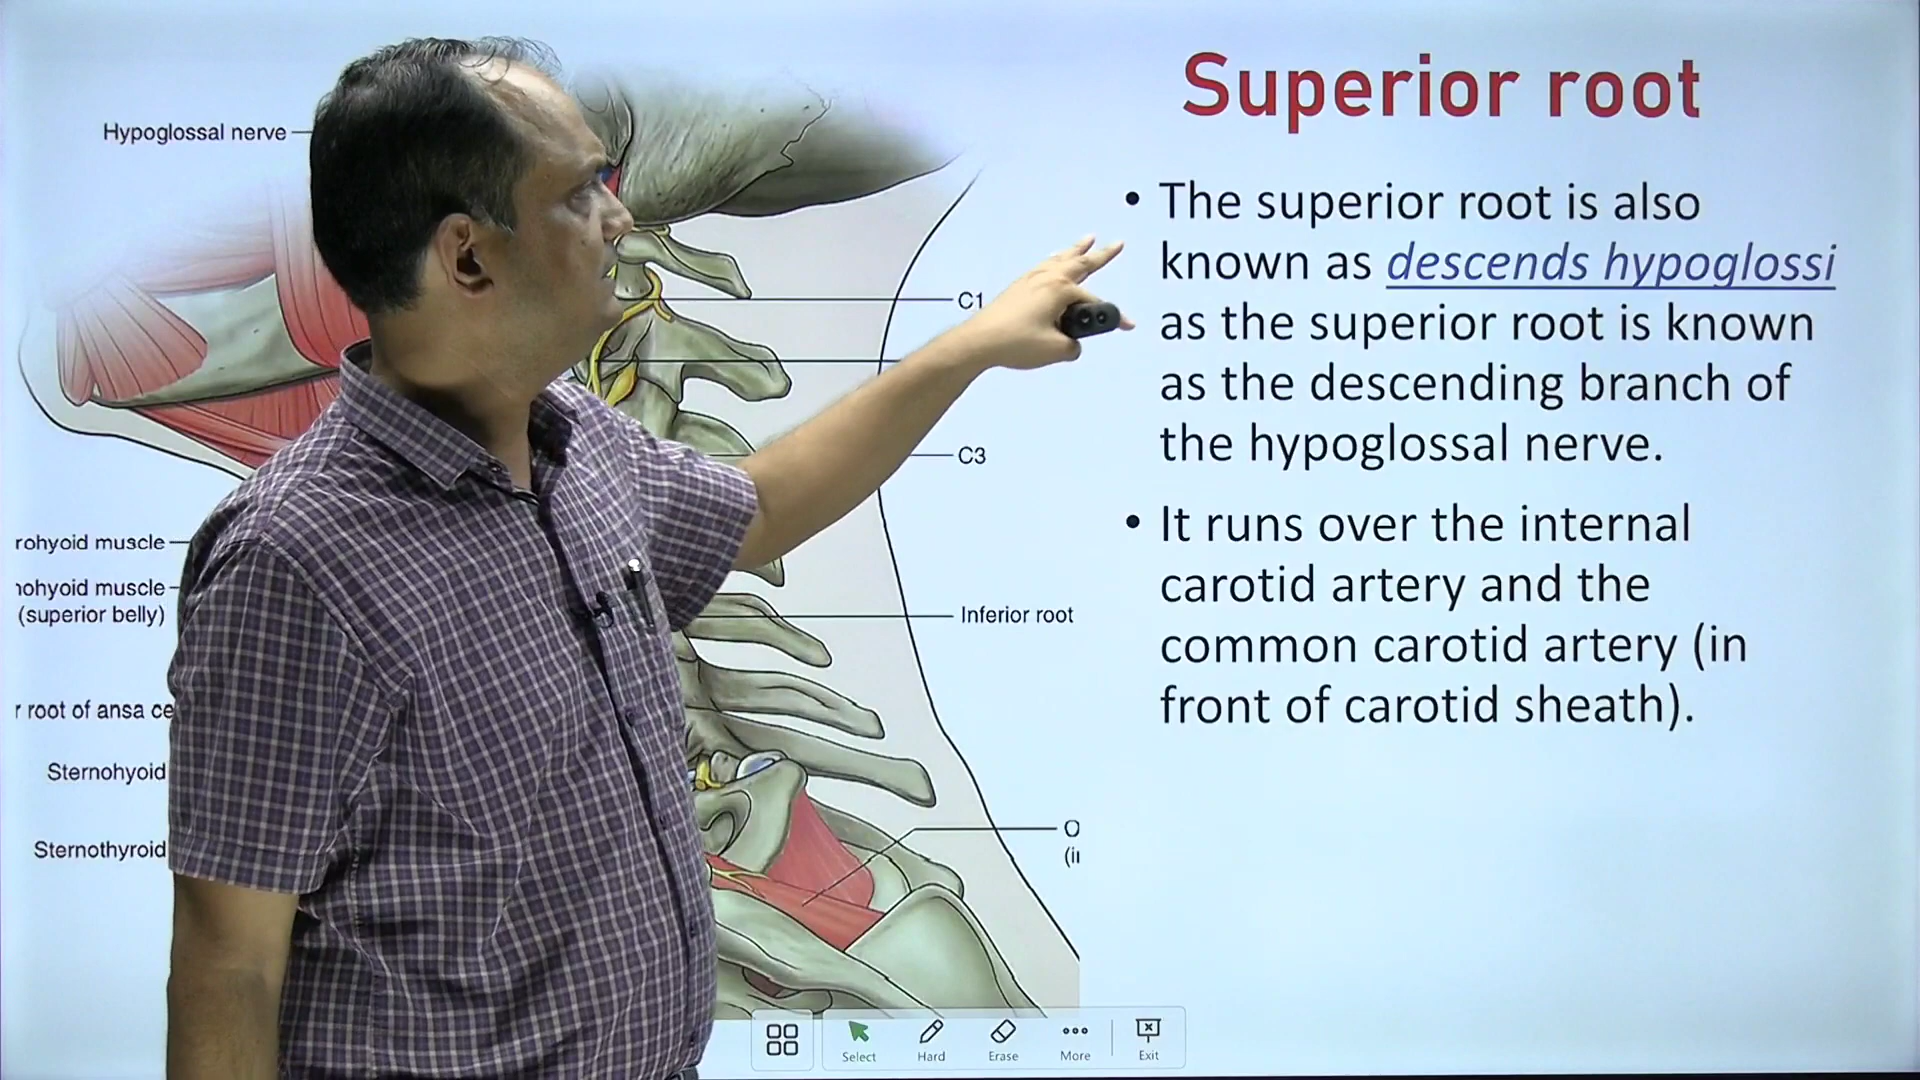 Superior root
• The superior root is also
known as descends hypoglossi
as the superior root is known
as the descending branch of
the hypoglossal nerve.
• It runs over the internal
carotid artery and the
common carotid artery (in
front of carotid sheath).
Hypoglossal nerve
C1
C3
rohyoid muscle
ohyoid muscle
(superior belly)
Inferior root
r root of ansa ce
Sternohyoid
Sternothyroid
O
(i
Select
Hard
Erase
More
Exit